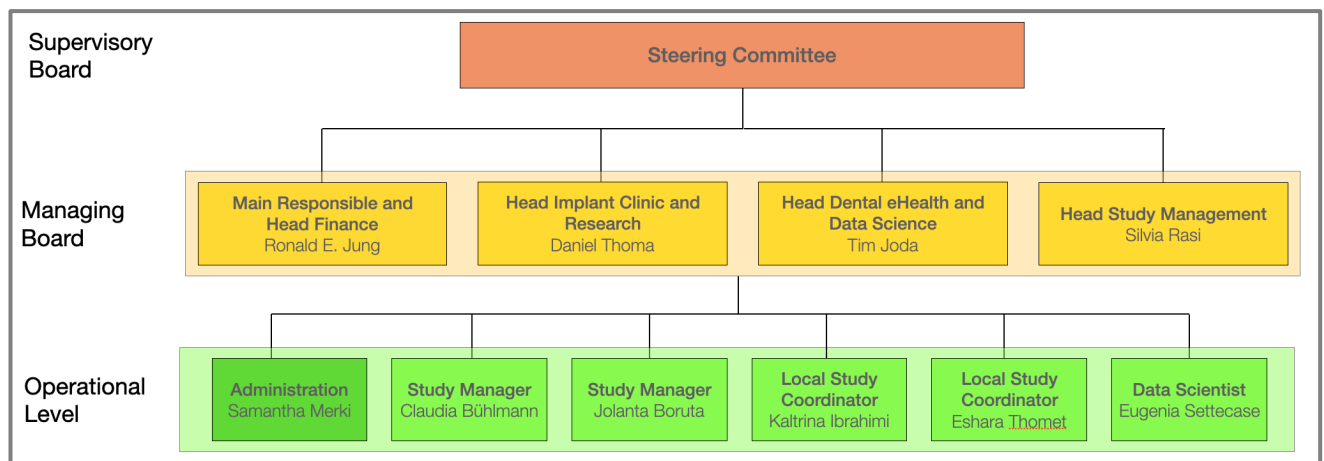 Supervisory
Board
Steering Committee
Managing
Board
Main Responsible and
Head Finance
Ronald E. Jung
Head Implant Clinic and
Research
Daniel Thoma
Head Dental eHealth and
Data Science
Tim Joda
Head Study Management
Silvia Rasi
Operational
Level
Administration
Samantha Merki
Study Manager
Claudia Bühlmann
Study Manager
Jolanta Boruta
Local Study
Coordinator
Kaltrina Ibrahimi
Local Study
Coordinator
Eshara Thomet
Data Scientist
Eugenia Settecase